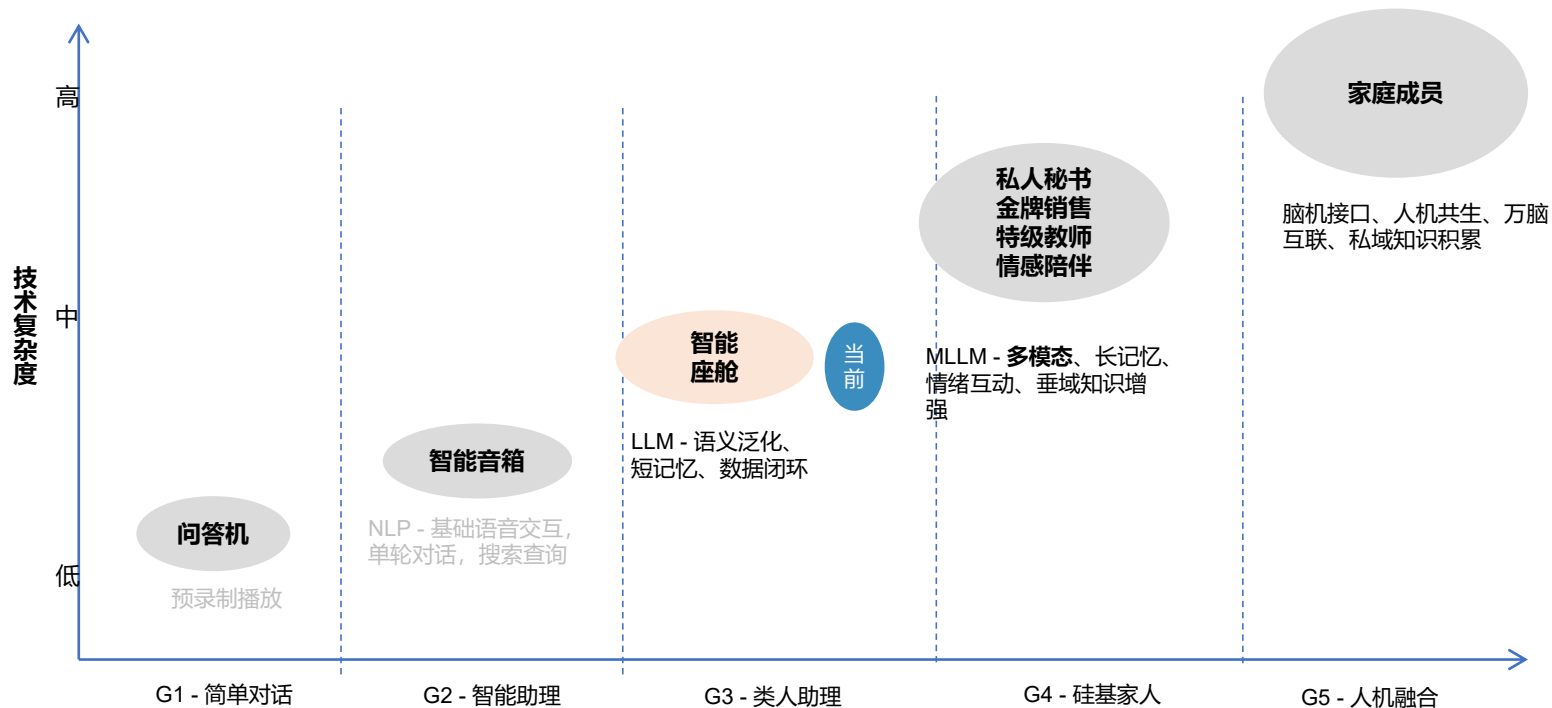 高
中
低
技术复杂度
问答机
预录制播放
智能音箱
NLP - 基础语音交互，
单轮对话，搜索查询
智能
座舱
当
前
LLM - 语义泛化、
短记忆、数据闭环
私人秘书
金牌销售
特级教师
情感陪伴
MLLM - 多模态、长记忆、
情绪互动、垂域知识增
强
家庭成员
脑机接口、人机共生、万脑
互联、私域知识积累
G1 - 简单对话
G2 - 智能助理
G3 - 类人助理
G4 - 硅基家人
G5 - 人机融合